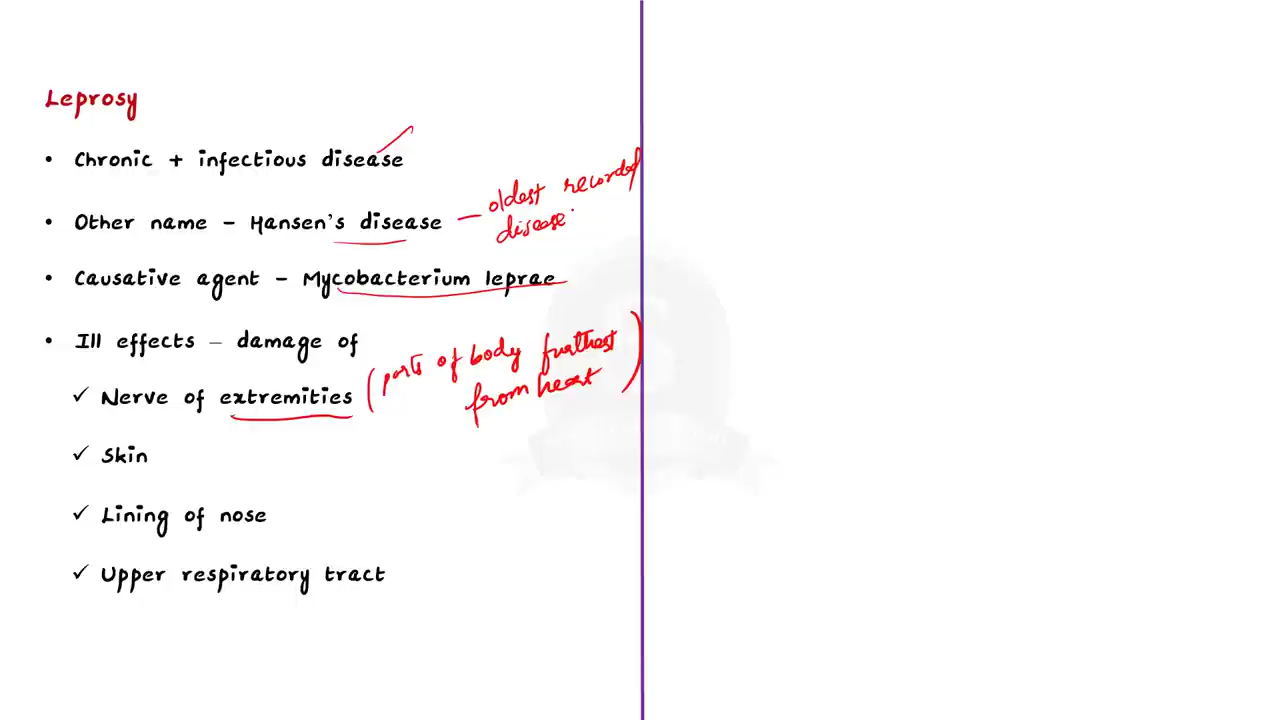 Leprosy
• Chronic + infectious disease
• Other name – Hansen's disease – oldest recorded
disease
• Causative agent – Mycobacterium leprae
• Ill effects – damage of
✓ Nerve of extremities (parts of body furthest
from heart)
✓ Skin
✓ Lining of nose
✓ Upper respiratory tract